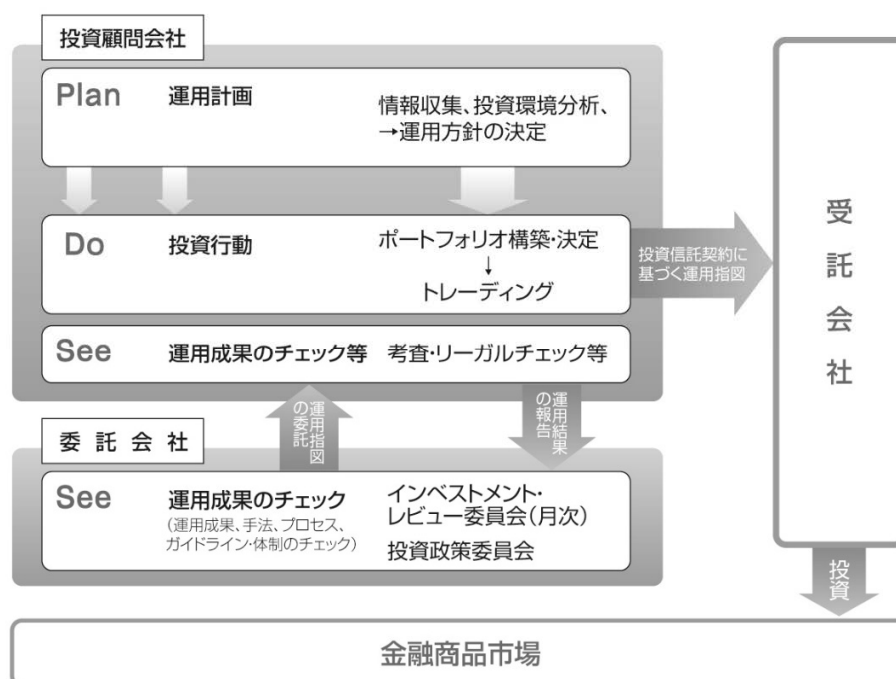 投資顧問会社
Plan 運用計画
情報収集、投資環境分析、
→運用方針の決定
Do 投資行動
ポートフォリオ構築・決定
↓
トレーディング
投資信託契約に
基づく運用指図
See 運用成果のチェック等 考査・リーガルチェック等
運用指図
の委託
運用結果
の報告
委託会社
See 運用成果のチェック
(運用成果、手法、プロセス、
ガイドライン・体制のチェック)
インベストメント・
レビュー委員会(月次)
投資政策委員会
受託会社
投資
金融商品市場